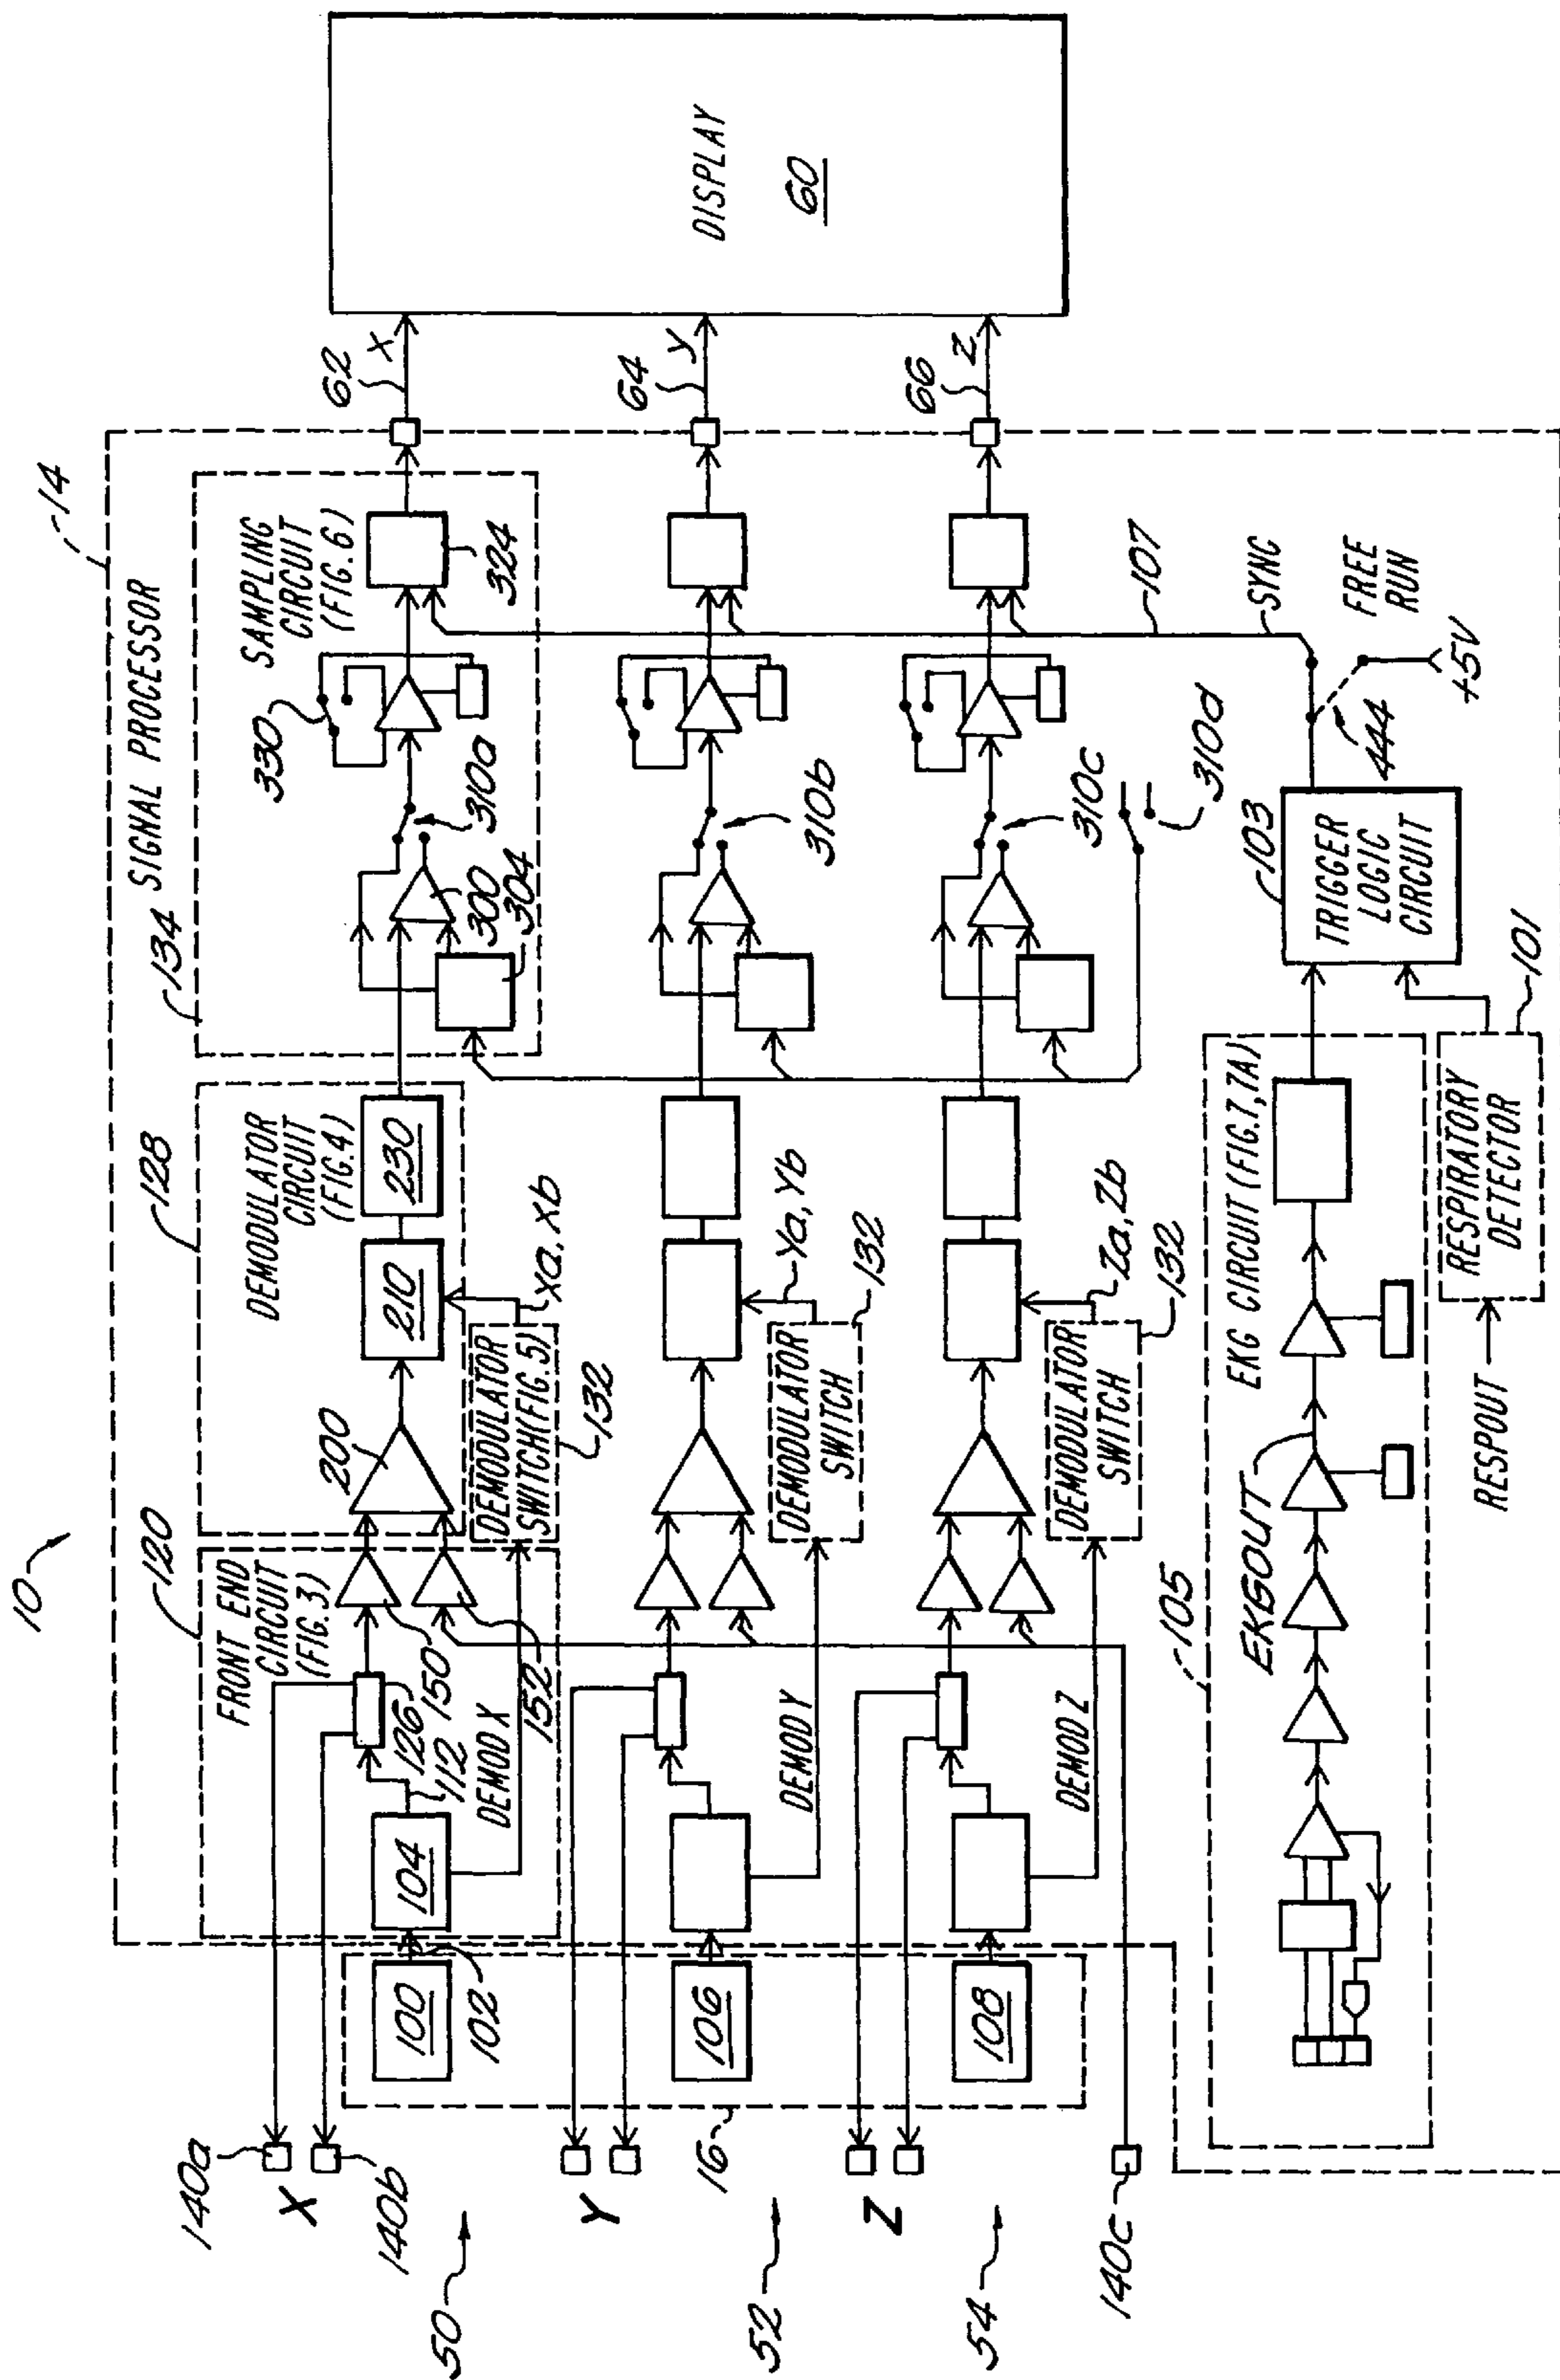 10
14
SIGNAL PROCESSOR
134
128
120
SAMPLING
CIRCUIT
(FIG. 6)
330
310a
300
304
324
DEMODULATOR
CIRCUIT
(FIG.4)
200
210
230
FRONT END
CIRCUIT
(FIG.3)
126
112
150
152
104
100
102
DEMOD X
DEMODULATOR
SWITCH(FIG.5)
132
Xa, Xb
140a
X
140b
50
62
X
DISPLAY
60
64
Y
66
Z
Y
52
106
DEMOD Y
DEMODULATOR
SWITCH
132
Ya, Yb
310b
Z
54
16
108
DEMOD Z
DEMODULATOR
SWITCH
132
Za, Zb
310c
310d
140c
107
SYNC
FREE
RUN
+5V
444
103
TRIGGER
LOGIC
CIRCUIT
105
EKG CIRCUIT (FIG.7,7A)
EKGOUT
RESPOUT
RESPIRATORY
DETECTOR
101